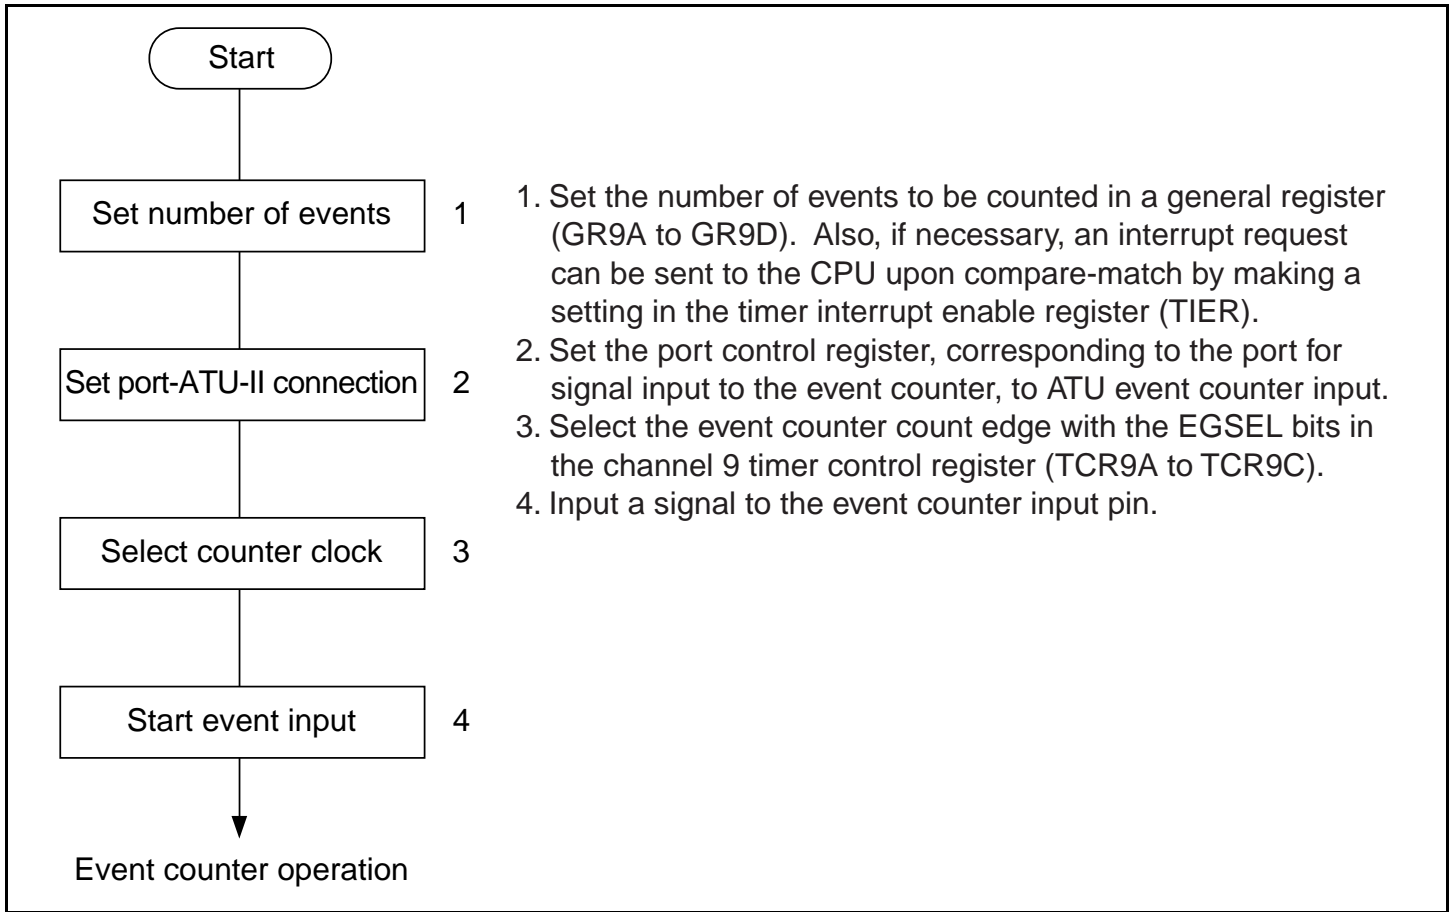 Start
Set number of events 1
Set port-ATU-II connection 2
Select counter clock 3
Start event input 4
Event counter operation
1. Set the number of events to be counted in a general register
(GR9A to GR9D).  Also, if necessary, an interrupt request
can be sent to the CPU upon compare-match by making a
setting in the timer interrupt enable register (TIER).
2. Set the port control register, corresponding to the port for
signal input to the event counter, to ATU event counter input.
3. Select the event counter count edge with the EGSEL bits in
the channel 9 timer control register (TCR9A to TCR9C).
4. Input a signal to the event counter input pin.